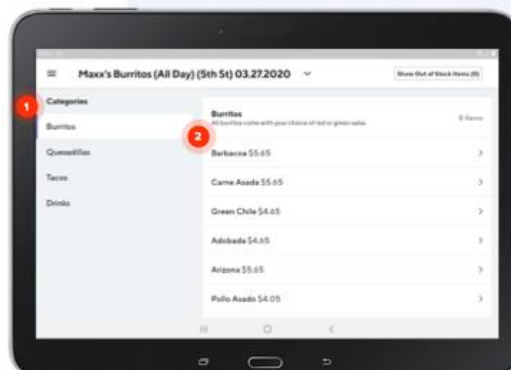 Maxx's Burritos (All Day) (5th St) 03.27.2020
Show Out of Stock Items (0)
1
Categories
Burritos
Quesadillas
Tacos
Drinks
2
Burritos
All burritos come with your choice of red or green salsa.
8 Items
Barbacoa $5.65
Carne Asada $5.65
Green Chile $4.65
Adobada $4.65
Arizona $5.65
Pollo Asado $4.05